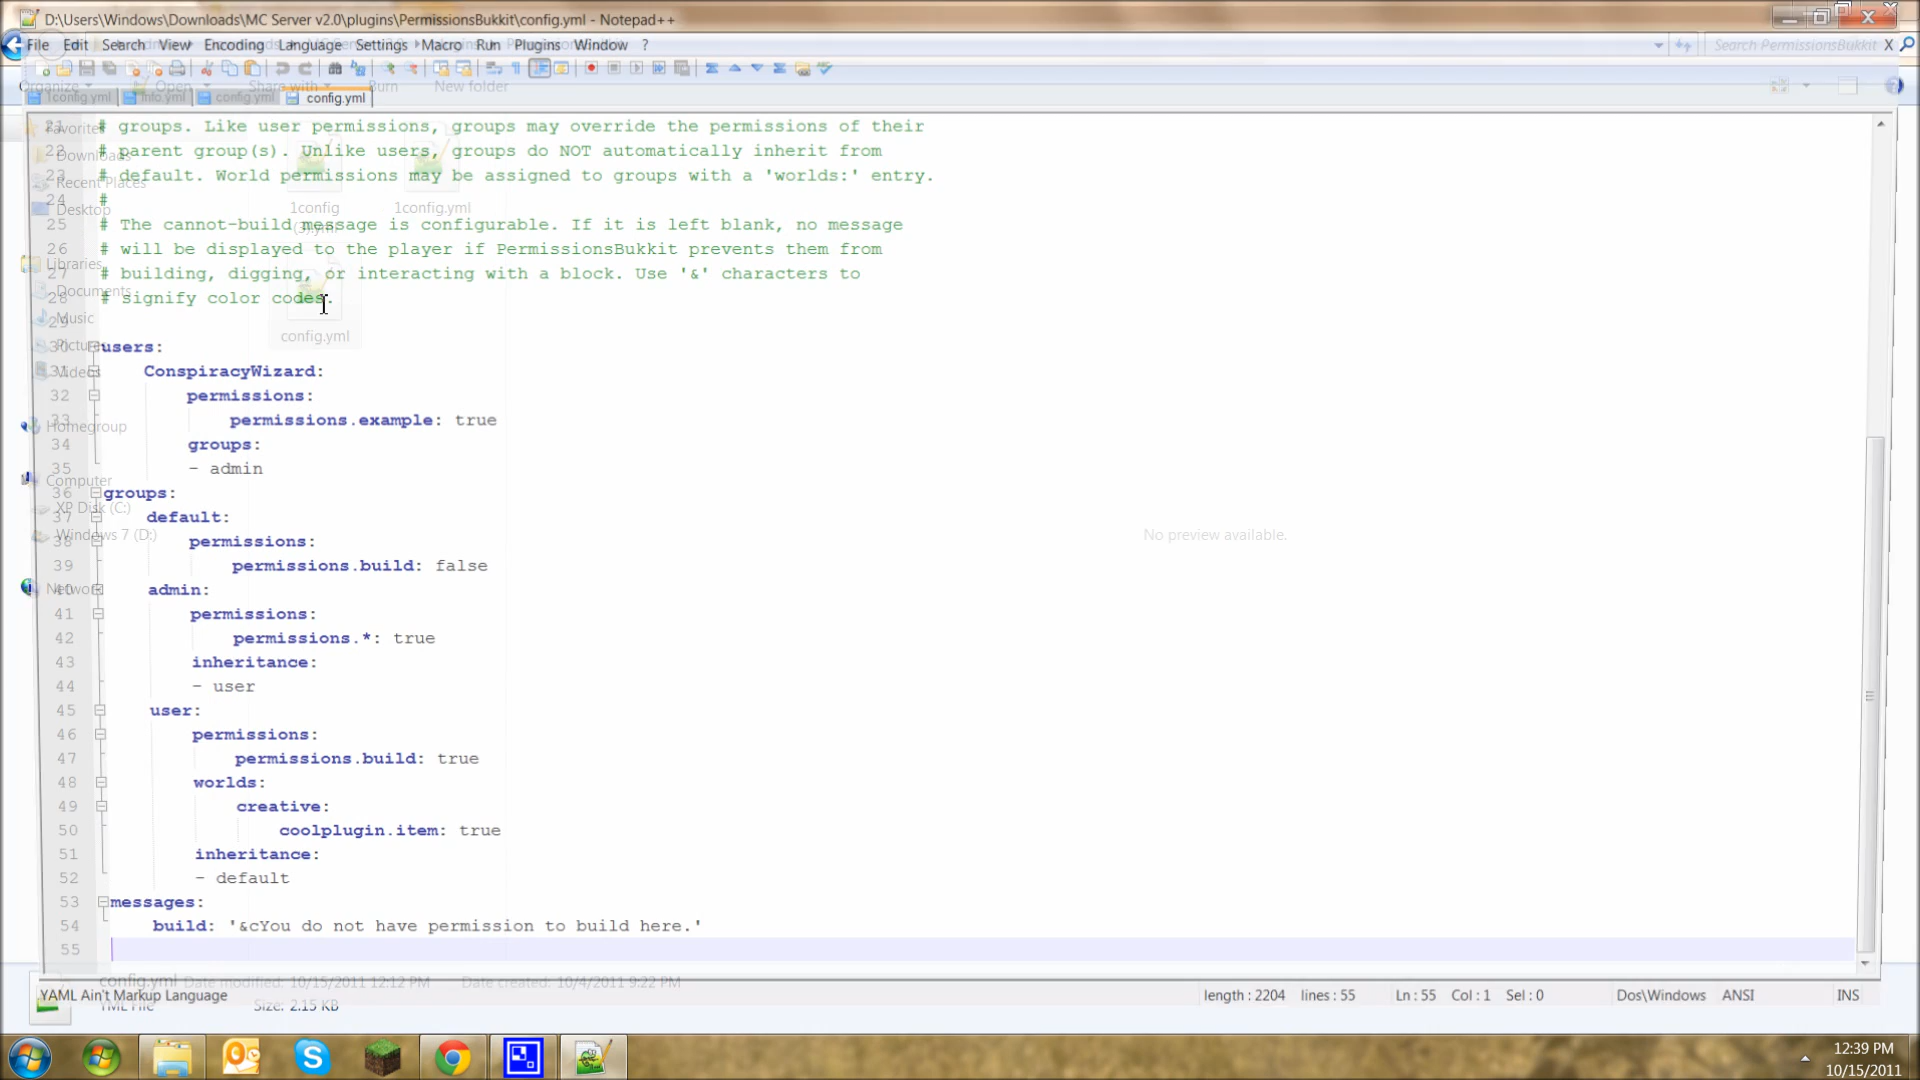 D:\Users\Windows\Downloads\MC Server v2.0\plugins\PermissionsBukkit\config.yml - Notepad++
File Edit Search View Encoding Language Settings Macro Run Plugins Window ? X
Search PermissionsBukkit
Organize Open Share with Burn New folder
1config.yml info.yml config.yml config.yml
Favorites
Downloads
Recent Places
Desktop
Libraries
Documents
Music
Pictures
Videos
Homegroup
Computer
XP Disk (C:)
Windows 7 (D:)
Network
1config (3).yml
1config.yml
config.yml
No preview available.
21 # groups. Like user permissions, groups may override the permissions of their
22 # parent group(s). Unlike users, groups do NOT automatically inherit from
23 # default. World permissions may be assigned to groups with a 'worlds:' entry.
24 #
25 # The cannot-build message is configurable. If it is left blank, no message
26 # will be displayed to the player if PermissionsBukkit prevents them from
27 # building, digging, or interacting with a block. Use '&' characters to
28 # signify color codes.
29
30 users:
31 ConspiracyWizard:
32 permissions:
33 permissions.example: true
34 groups:
35 - admin
36 groups:
37 default:
38 permissions:
39 permissions.build: false
40 admin:
41 permissions:
42 permissions.*: true
43 inheritance:
44 - user
45 user:
46 permissions:
47 permissions.build: true
48 worlds:
49 creative:
50 coolplugin.item: true
51 inheritance:
52 - default
53 messages:
54 build: '&cYou do not have permission to build here.'
55
config.yml Date modified: 10/15/2011 12:12 PM Date created: 10/4/2011 9:22 PM
YML File Size: 2.15 KB
YAML Ain't Markup Language length : 2204 lines : 55 Ln : 55 Col : 1 Sel : 0 Dos\Windows ANSI INS
12:39 PM
10/15/2011